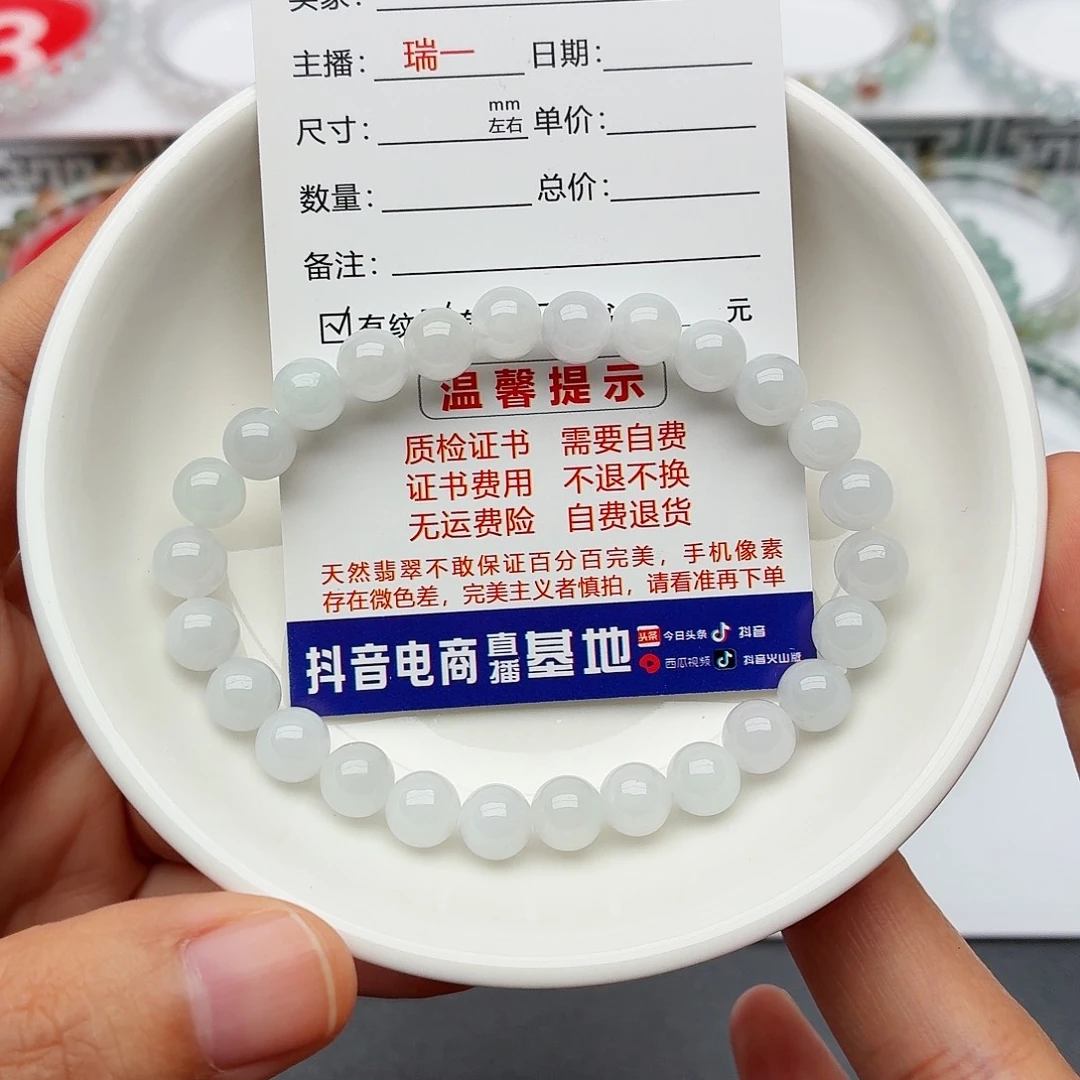 主播: 瑞一 日期:
尺寸: mm 左右 单价:
数量: 总价:
备注:
☑有纹 元
温馨提示
质检证书 需要自费
证书费用 不退不换
无运费险 自费退货
天然翡翠不敢保证百分百完美，手机像素
存在微色差，完美主义者慎拍，请看准再下单
抖音电商直播基地 头条 今日头条 抖音
西瓜视频 抖音火山版